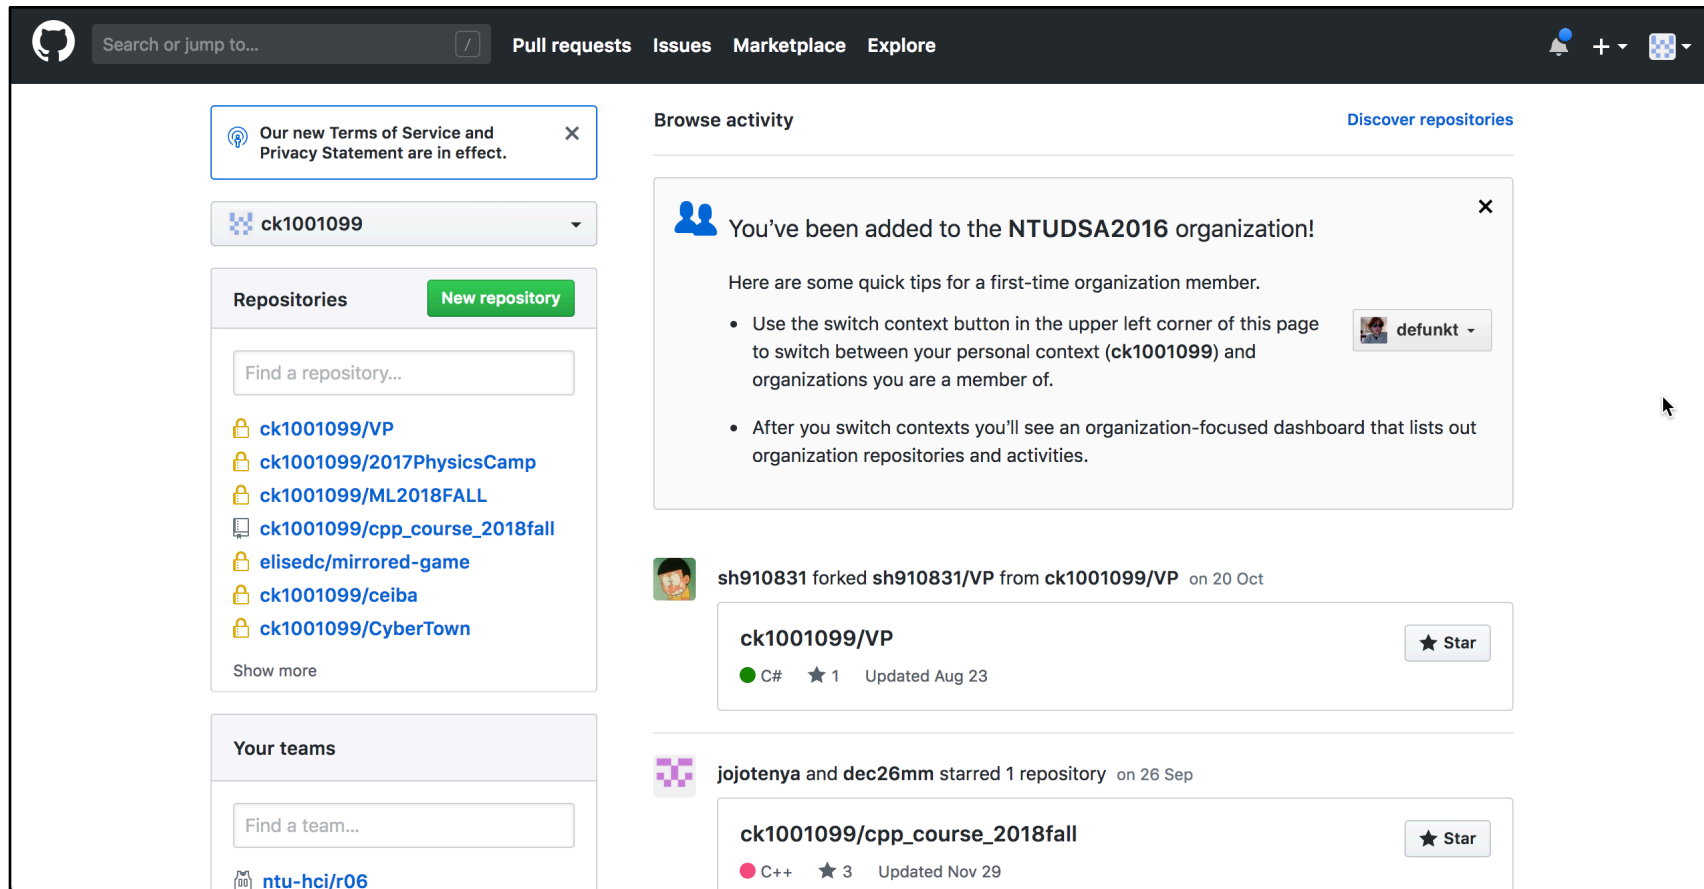 Search or jump to...
/
Pull requests
Issues
Marketplace
Explore
Our new Terms of Service and
Privacy Statement are in effect.
ck1001099
Repositories
New repository
Find a repository...
ck1001099/VP
ck1001099/2017PhysicsCamp
ck1001099/ML2018FALL
ck1001099/cpp_course_2018fall
elisedc/mirrored-game
ck1001099/ceiba
ck1001099/CyberTown
Show more
Your teams
Find a team...
ntu-hci/r06
Browse activity
Discover repositories
You've been added to the NTUDSA2016 organization!
Here are some quick tips for a first-time organization member.
• Use the switch context button in the upper left corner of this page
to switch between your personal context (ck1001099) and
organizations you are a member of.
defunkt
• After you switch contexts you'll see an organization-focused dashboard that lists out
organization repositories and activities.
sh910831 forked sh910831/VP from ck1001099/VP on 20 Oct
ck1001099/VP
Star
C# 1 Updated Aug 23
jojotenya and dec26mm starred 1 repository on 26 Sep
ck1001099/cpp_course_2018fall
Star
C++ 3 Updated Nov 29